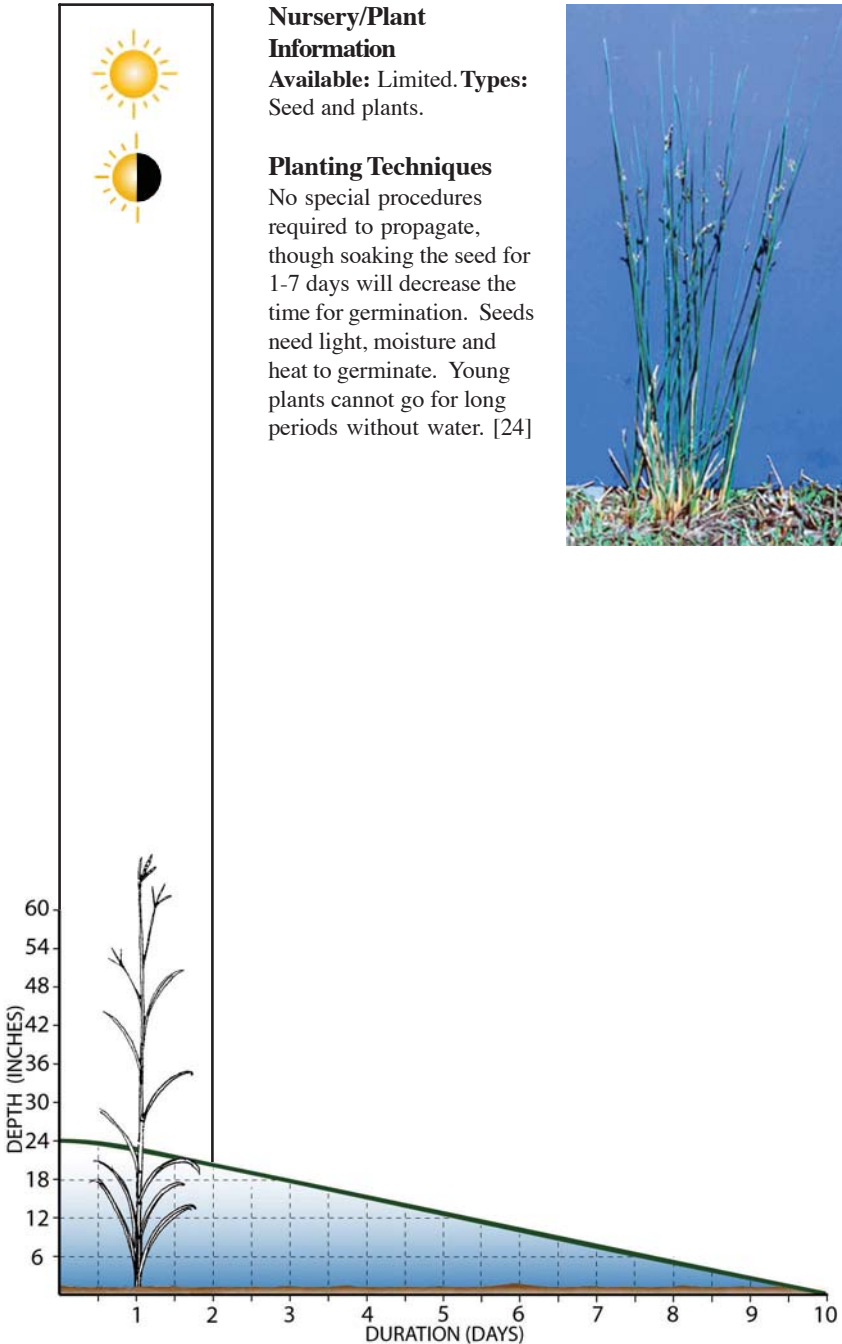 Nursery/Plant
Information
Available: Limited. Types:
Seed and plants.
Planting Techniques
No special procedures
required to propagate,
though soaking the seed for
1-7 days will decrease the
time for germination. Seeds
need light, moisture and
heat to germinate. Young
plants cannot go for long
periods without water. [24]
DEPTH (INCHES)
60
54
48
42
36
30
24
18
12
6
1 2 3 4 5 6 7 8 9 10
DURATION (DAYS)